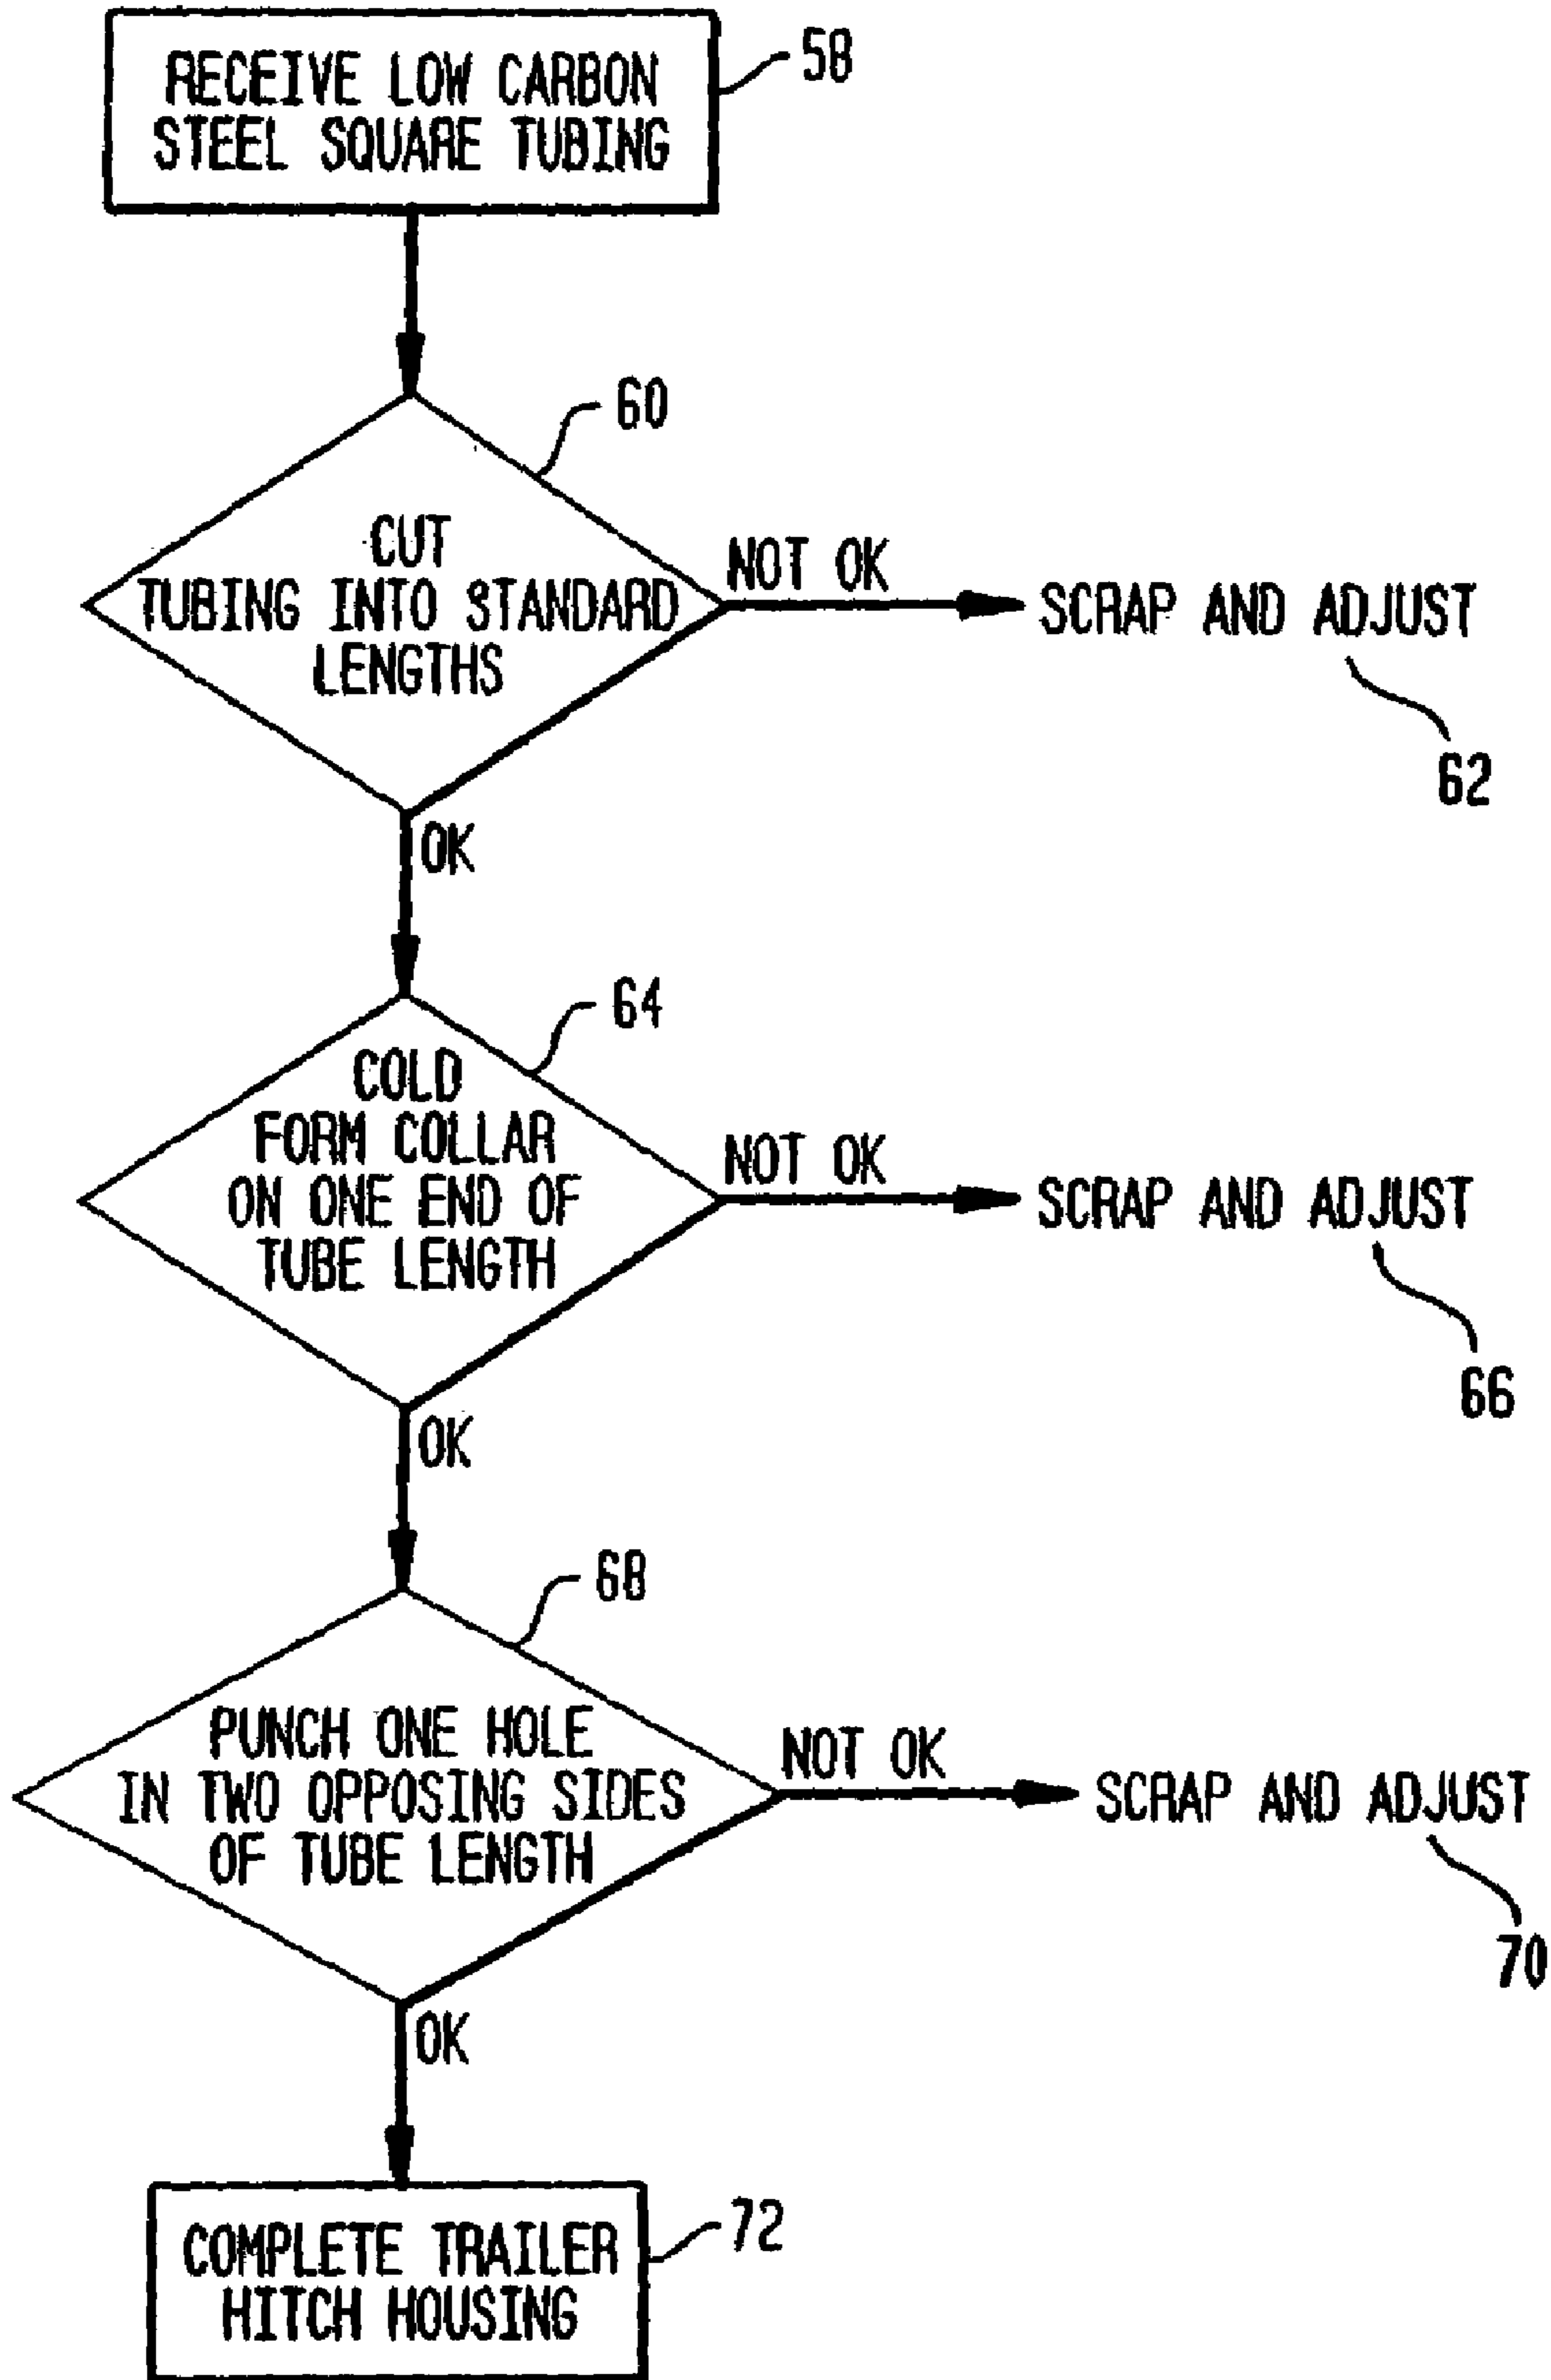 RECEIVE LOW CARBON
STEEL SQUARE TUBING
58
60
CUT
TUBING INTO STANDARD
LENGTHS
NOT OK
SCRAP AND ADJUST
62
OK
64
COLD
FORM COLLAR
ON ONE END OF
TUBE LENGTH
NOT OK
SCRAP AND ADJUST
66
OK
68
PUNCH ONE HOLE
IN TWO OPPOSING SIDES
OF TUBE LENGTH
NOT OK
SCRAP AND ADJUST
70
OK
COMPLETE TRAILER
HITCH HOUSING
72